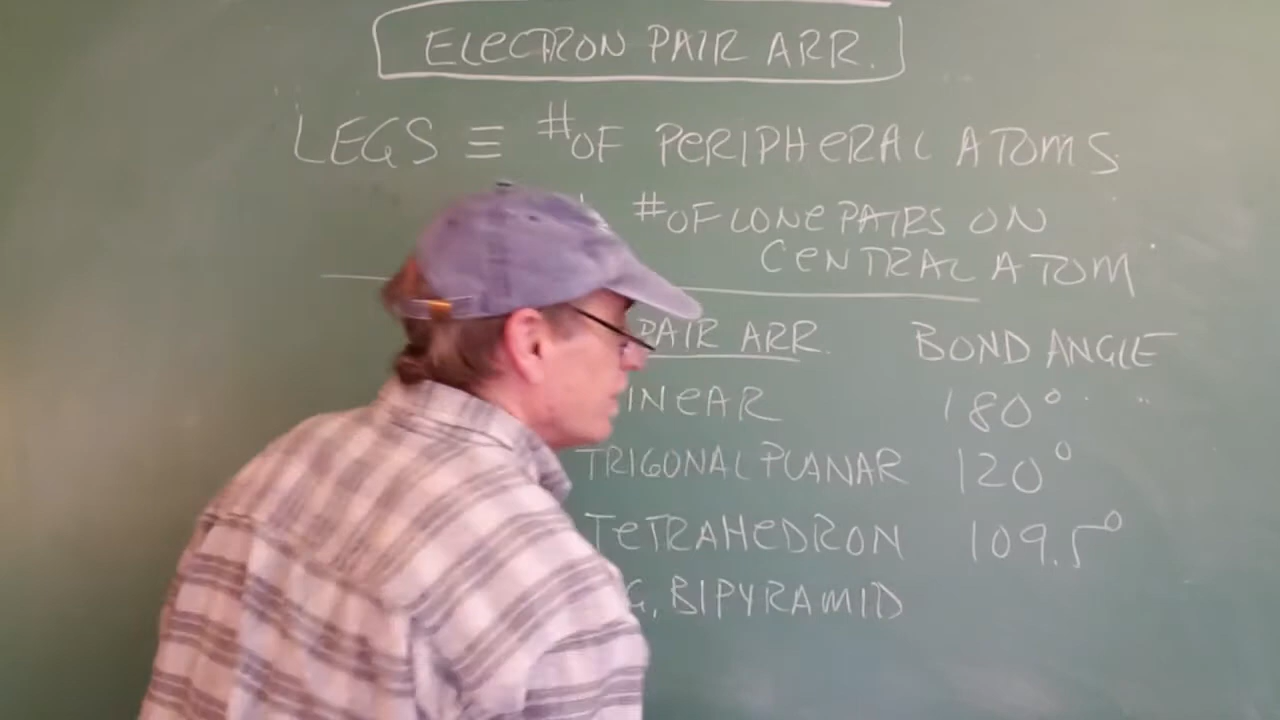 ELECTRON PAIR ARR.
LEGS ≡ # OF PERIPHERAL ATOMS
# OF LONE PAIRS ON
CENTRAL ATOM
PAIR ARR. BOND ANGLE
INEAR 180°
TRIGONAL PLANAR 120°
TETRAHEDRON 109.5°
G. BIPYRAMID